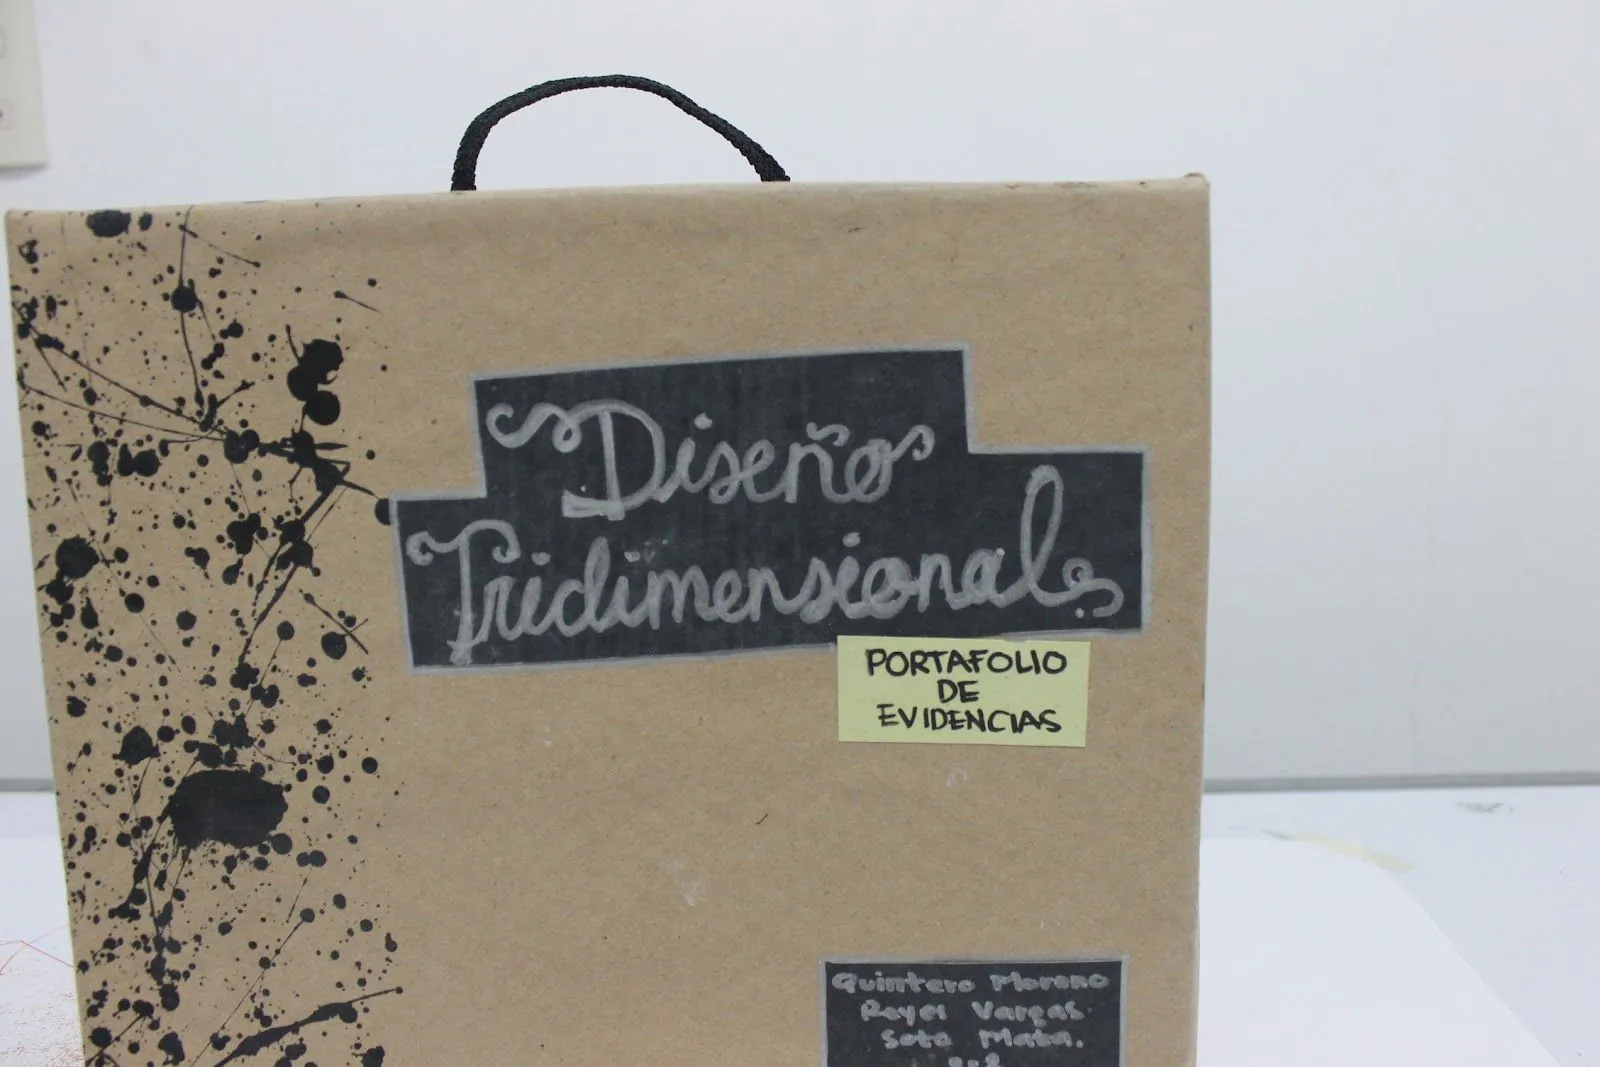 Diseño
Tridimensional
PORTAFOLIO
DE
EVIDENCIAS
Quintero Moreno
Reyes Vargas
Soto Mata.